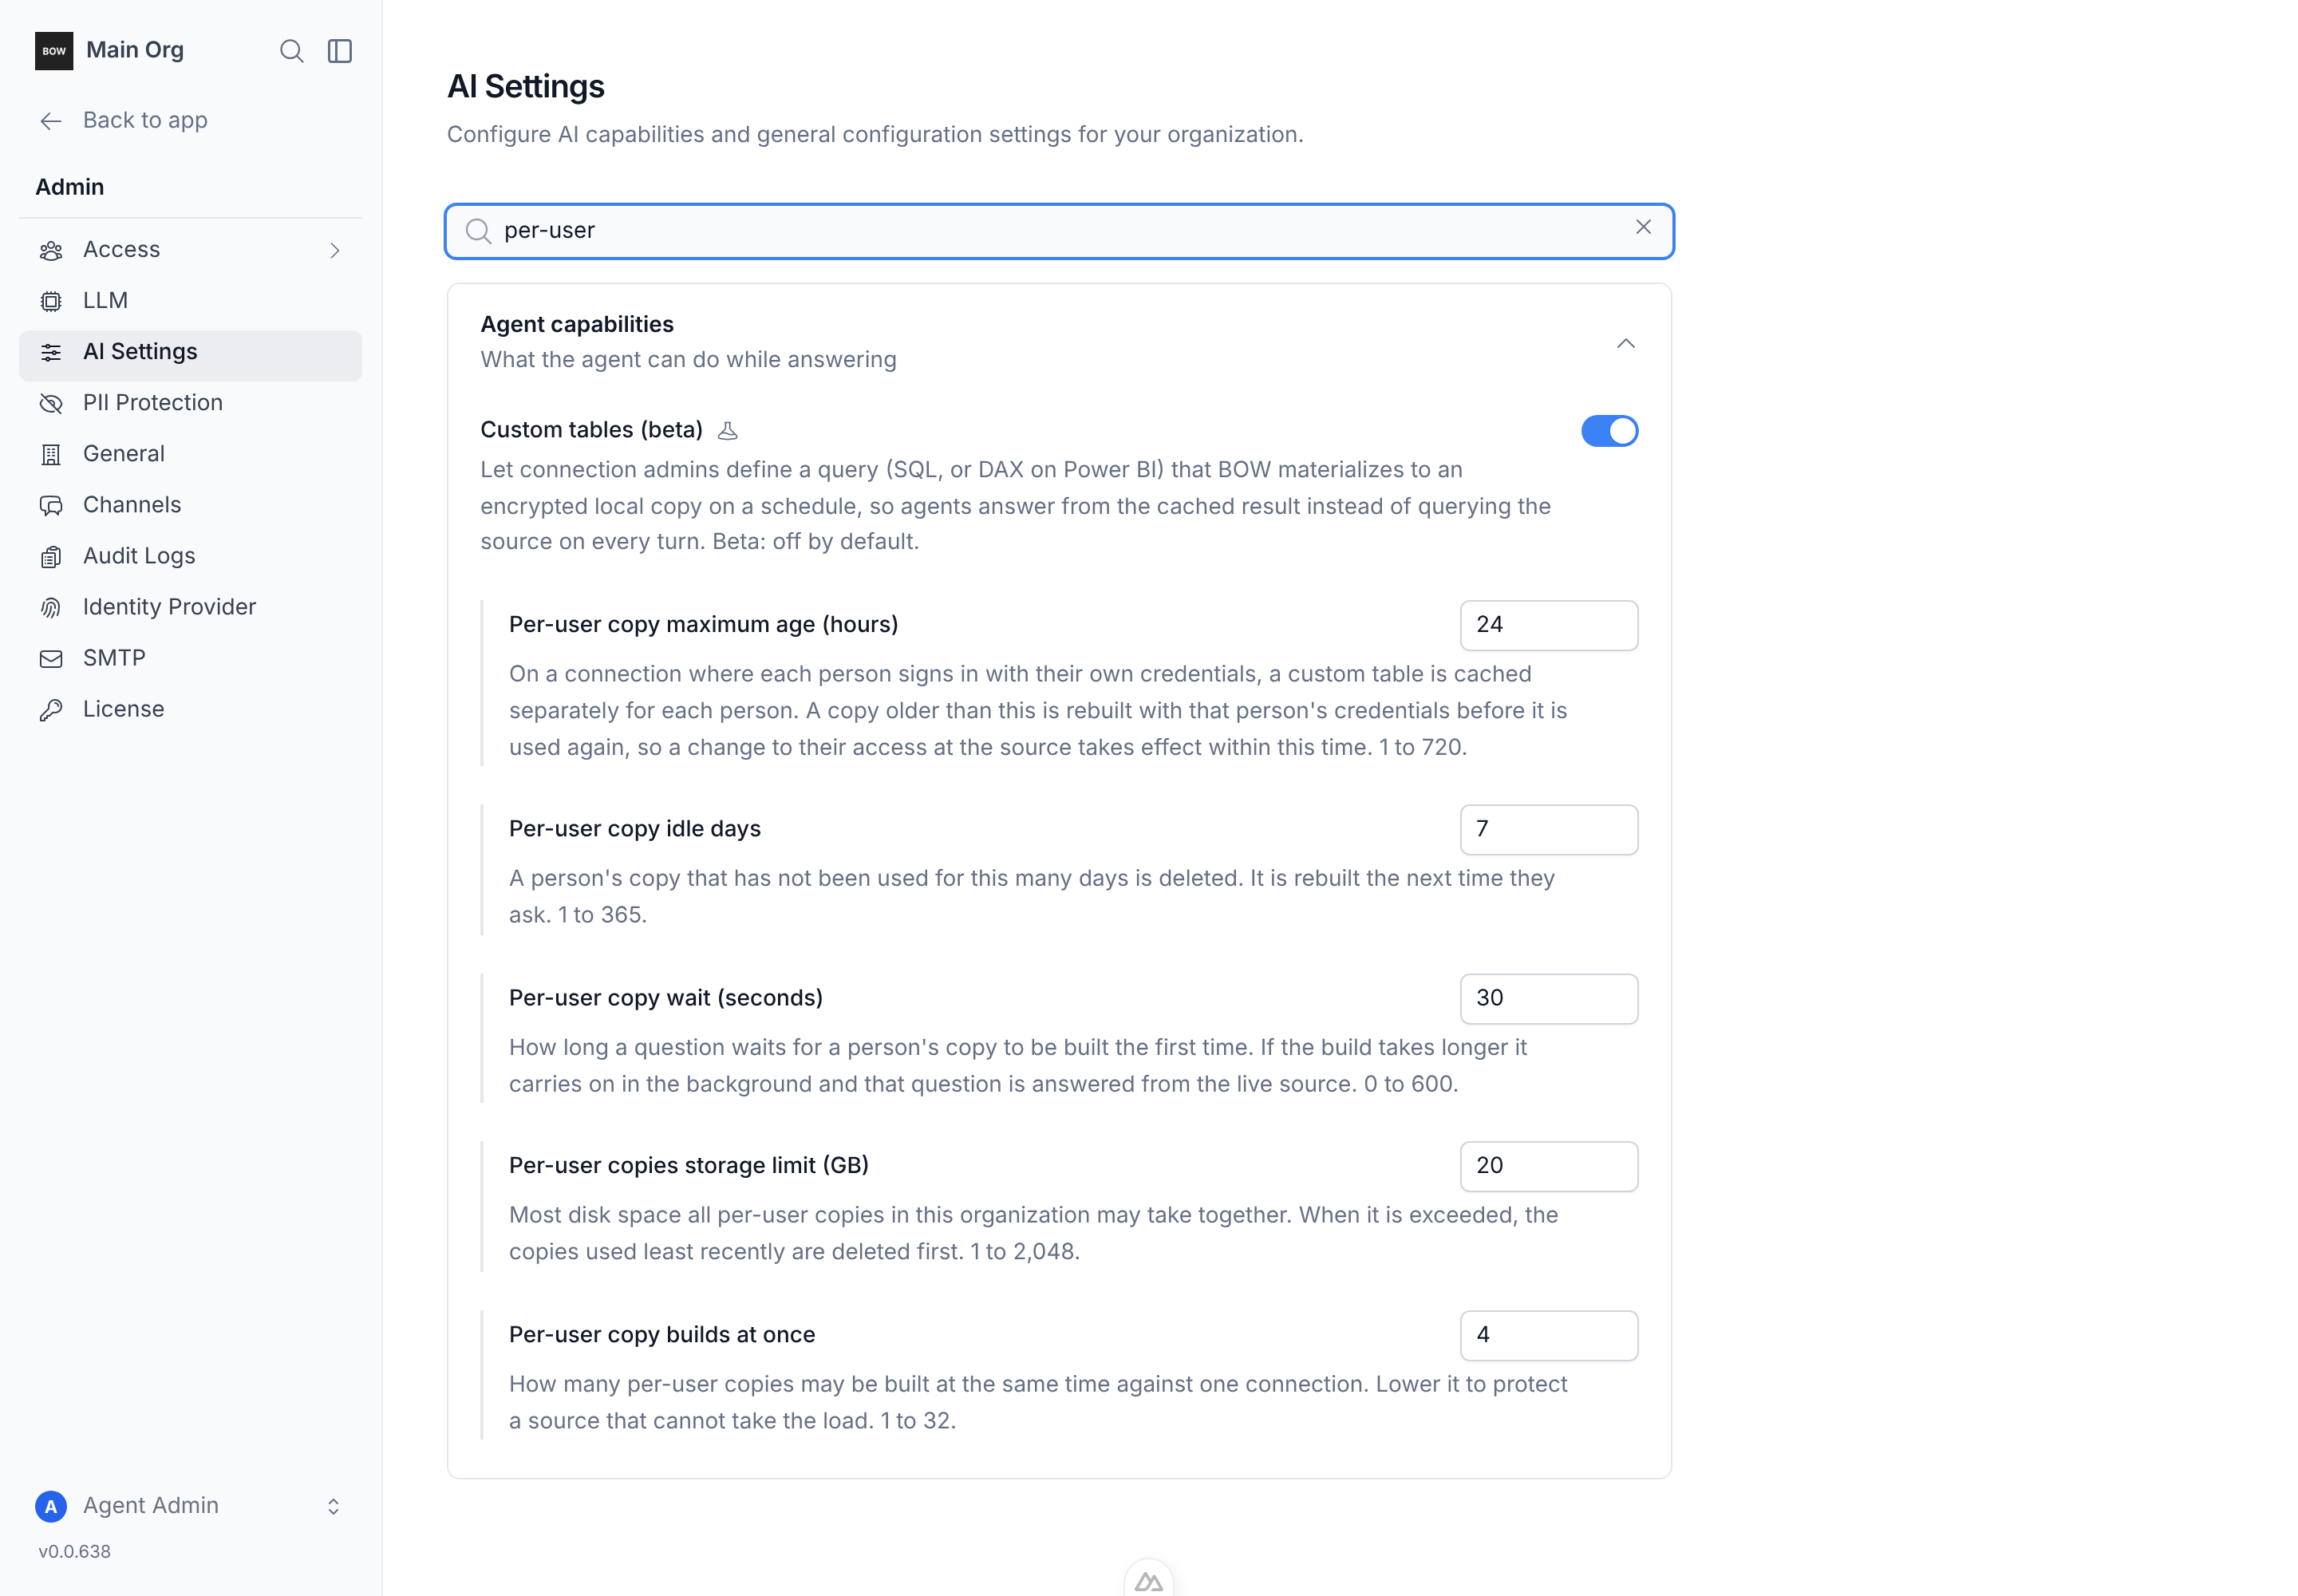 BOW Main Org
Back to app
Admin
Access
LLM
AI Settings
PII Protection
General
Channels
Audit Logs
Identity Provider
SMTP
License
A Agent Admin
v0.0.638
AI Settings
Configure AI capabilities and general configuration settings for your organization.
per-user
Agent capabilities
What the agent can do while answering
Custom tables (beta)
Let connection admins define a query (SQL, or DAX on Power BI) that BOW materializes to an
encrypted local copy on a schedule, so agents answer from the cached result instead of querying the
source on every turn. Beta: off by default.
Per-user copy maximum age (hours) 24
On a connection where each person signs in with their own credentials, a custom table is cached
separately for each person. A copy older than this is rebuilt with that person's credentials before it is
used again, so a change to their access at the source takes effect within this time. 1 to 720.
Per-user copy idle days 7
A person's copy that has not been used for this many days is deleted. It is rebuilt the next time they
ask. 1 to 365.
Per-user copy wait (seconds) 30
How long a question waits for a person's copy to be built the first time. If the build takes longer it
carries on in the background and that question is answered from the live source. 0 to 600.
Per-user copies storage limit (GB) 20
Most disk space all per-user copies in this organization may take together. When it is exceeded, the
copies used least recently are deleted first. 1 to 2,048.
Per-user copy builds at once 4
How many per-user copies may be built at the same time against one connection. Lower it to protect
a source that cannot take the load. 1 to 32.